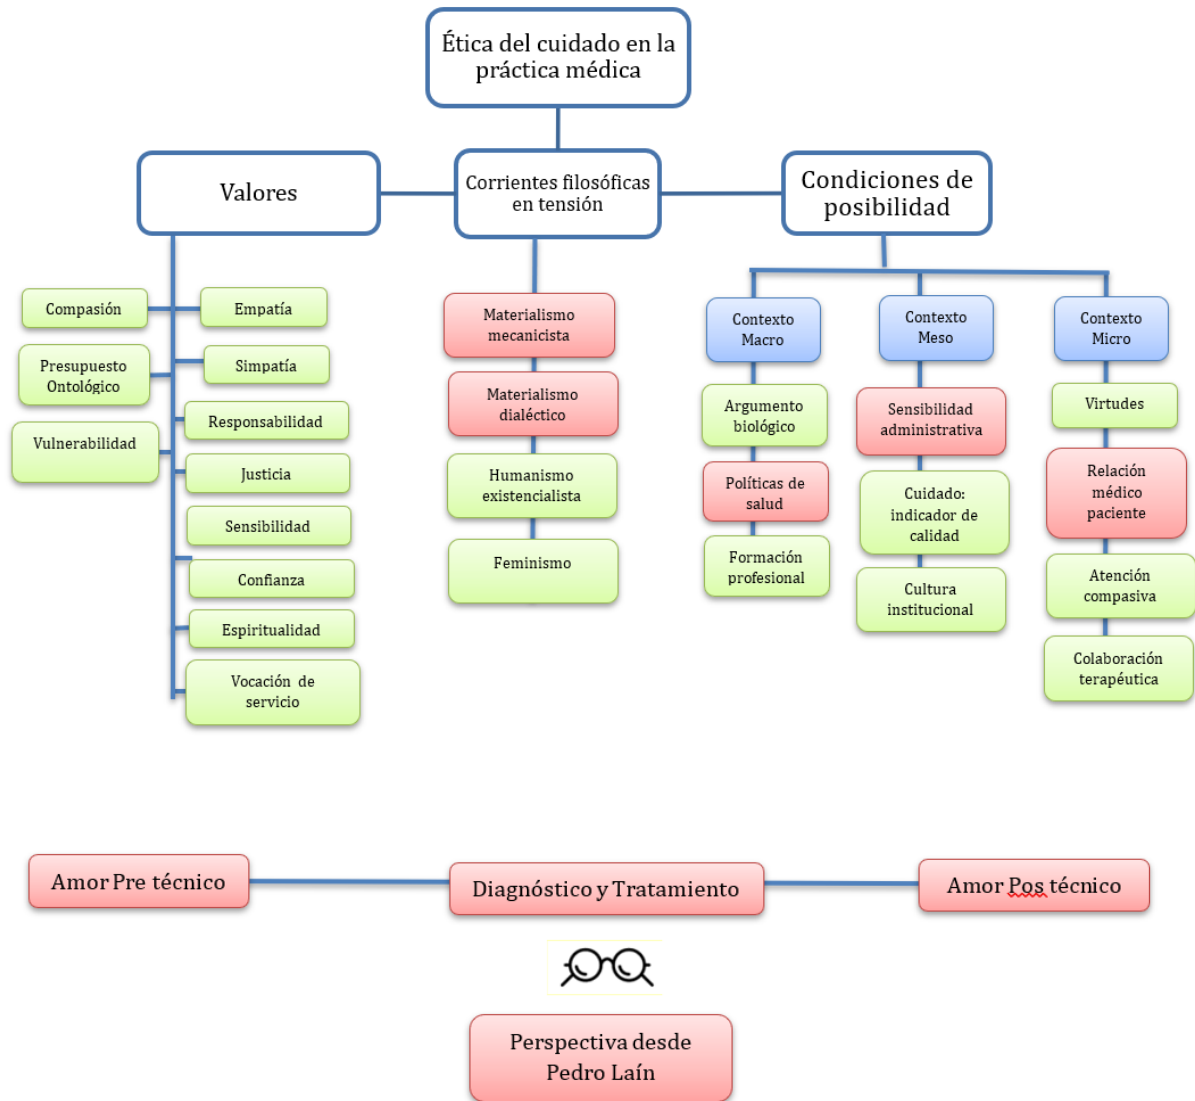 Ética del cuidado en la
práctica médica
Valores
Corrientes filosóficas
en tensión
Condiciones de
posibilidad
Compasión
Empatía
Presupuesto
Ontológico
Simpatía
Vulnerabilidad
Responsabilidad
Justicia
Sensibilidad
Confianza
Espiritualidad
Vocación de
servicio
Materialismo
mecanicista
Materialismo
dialéctico
Humanismo
existencialista
Feminismo
Contexto
Macro
Argumento
biológico
Políticas de
salud
Formación
profesional
Contexto
Meso
Sensibilidad
administrativa
Cuidado:
indicador de
calidad
Cultura
institucional
Contexto
Micro
Virtudes
Relación
médico
paciente
Atención
compasiva
Colaboración
terapéutica
Amor Pre técnico
Diagnóstico y Tratamiento
Amor Pos técnico
Perspectiva desde
Pedro Laín